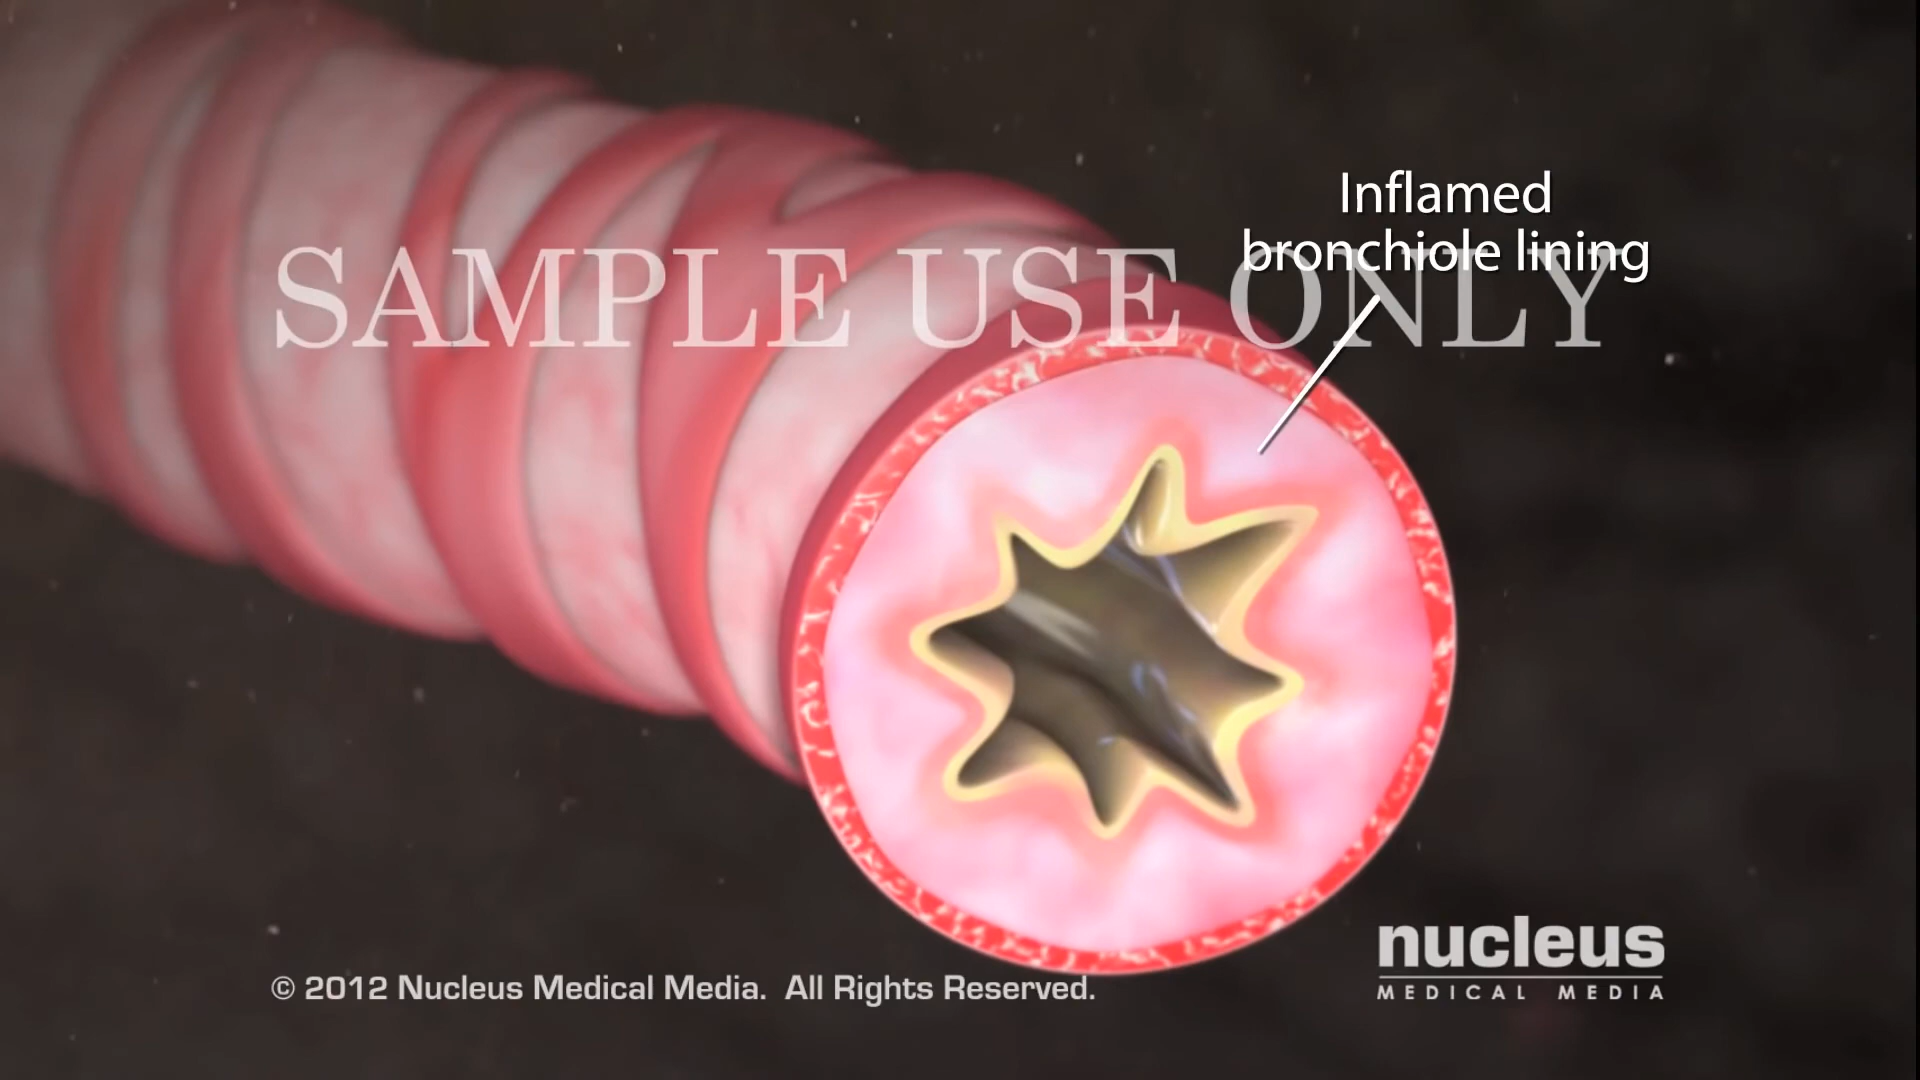 Inflamed
bronchiole lining
SAMPLE USE ONLY
nucleus
MEDICAL MEDIA
© 2012 Nucleus Medical Media. All Rights Reserved.